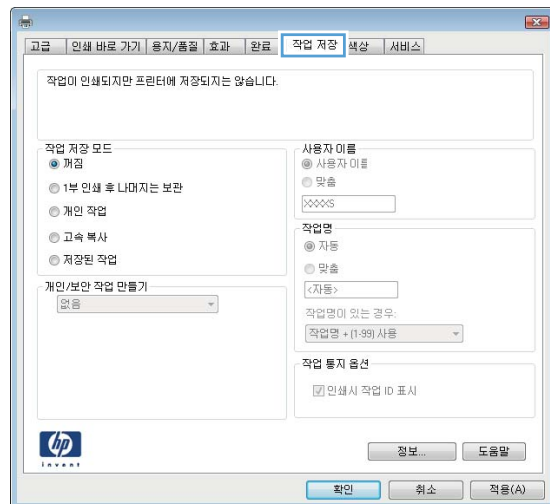 고급 인쇄 바로 가기 용지/품질 효과 완료 작업 저장 색상 서비스
작업이 인쇄되지만 프린터에 저장되지는 않습니다.
작업 저장 모드
꺼짐
1부 인쇄 후 나머지는 보관
개인 작업
고속 복사
저장된 작업
개인/보안 작업 만들기
없음
사용자 이름
사용자 이름
맞춤
XXXXS
작업명
자동
맞춤
<자동>
작업명이 있는 경우:
작업명 + (1-99) 사용
작업 통지 옵션
인쇄시 작업 ID 표시
hp
invent
정보... 도움말
확인 취소 적용(A)